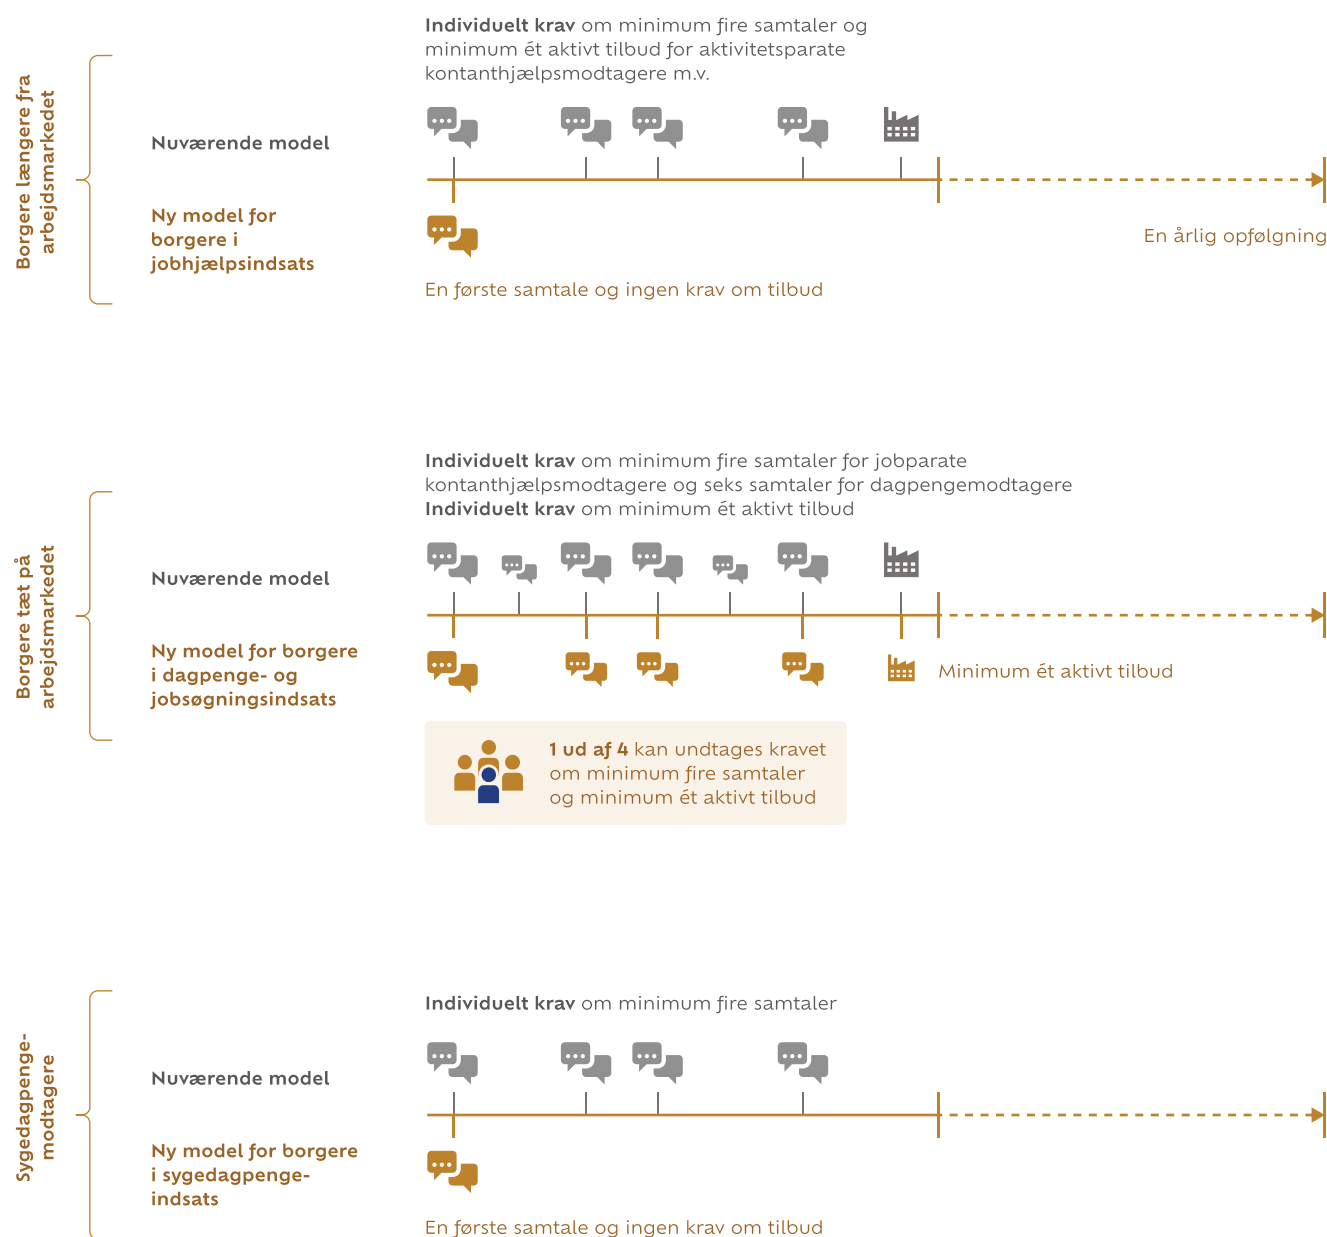 Borgere længere fra
arbejdsmarkedet
Individuelt krav om minimum fire samtaler og
minimum ét aktivt tilbud for aktivitetsparate
kontanthjælpsmodtagere m.v.
Nuværende model
Ny model for
borgere i
jobhjælpsindsats
En årlig opfølgning
En første samtale og ingen krav om tilbud
Borgere tæt på
arbejdsmarkedet
Individuelt krav om minimum fire samtaler for jobparate
kontanthjælpsmodtagere og seks samtaler for dagpengemodtagere
Individuelt krav om minimum ét aktivt tilbud
Nuværende model
Ny model for borgere
i dagpenge- og
jobsøgningsindsats
Minimum ét aktivt tilbud
1 ud af 4 kan undtages kravet
om minimum fire samtaler
og minimum ét aktivt tilbud
Sygedagpenge-
modtagere
Individuelt krav om minimum fire samtaler
Nuværende model
Ny model for borgere
i sygedagpenge-
indsats
En første samtale og ingen krav om tilbud